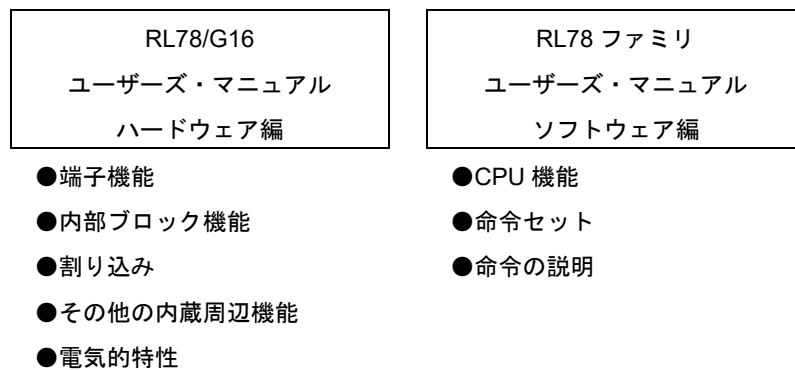 RL78/G16
ユーザーズ・マニュアル
ハードウェア編
●端子機能
●内部ブロック機能
●割り込み
●その他の内蔵周辺機能
●電気的特性
RL78 ファミリ
ユーザーズ・マニュアル
ソフトウェア編
●CPU 機能
●命令セット
●命令の説明